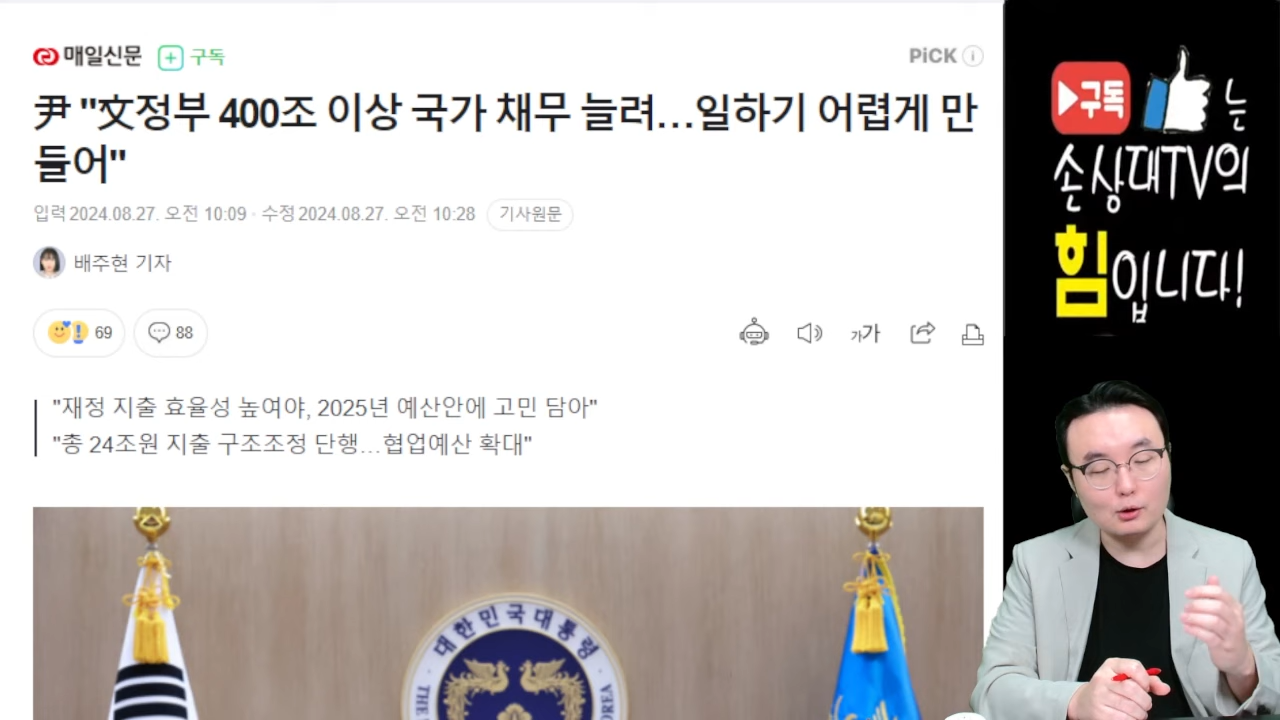 매일신문 구독
PiCK
尹 "文정부 400조 이상 국가 채무 늘려…일하기 어렵게 만
들어"
입력 2024.08.27. 오전 10:09 · 수정 2024.08.27. 오전 10:28 기사원문
배주현 기자
69 88
가가
"재정 지출 효율성 높여야, 2025년 예산안에 고민 담아"
"총 24조원 지출 구조조정 단행…협업예산 확대"
대한민국대통령
구독 는
손상대TV의
힘입니다!